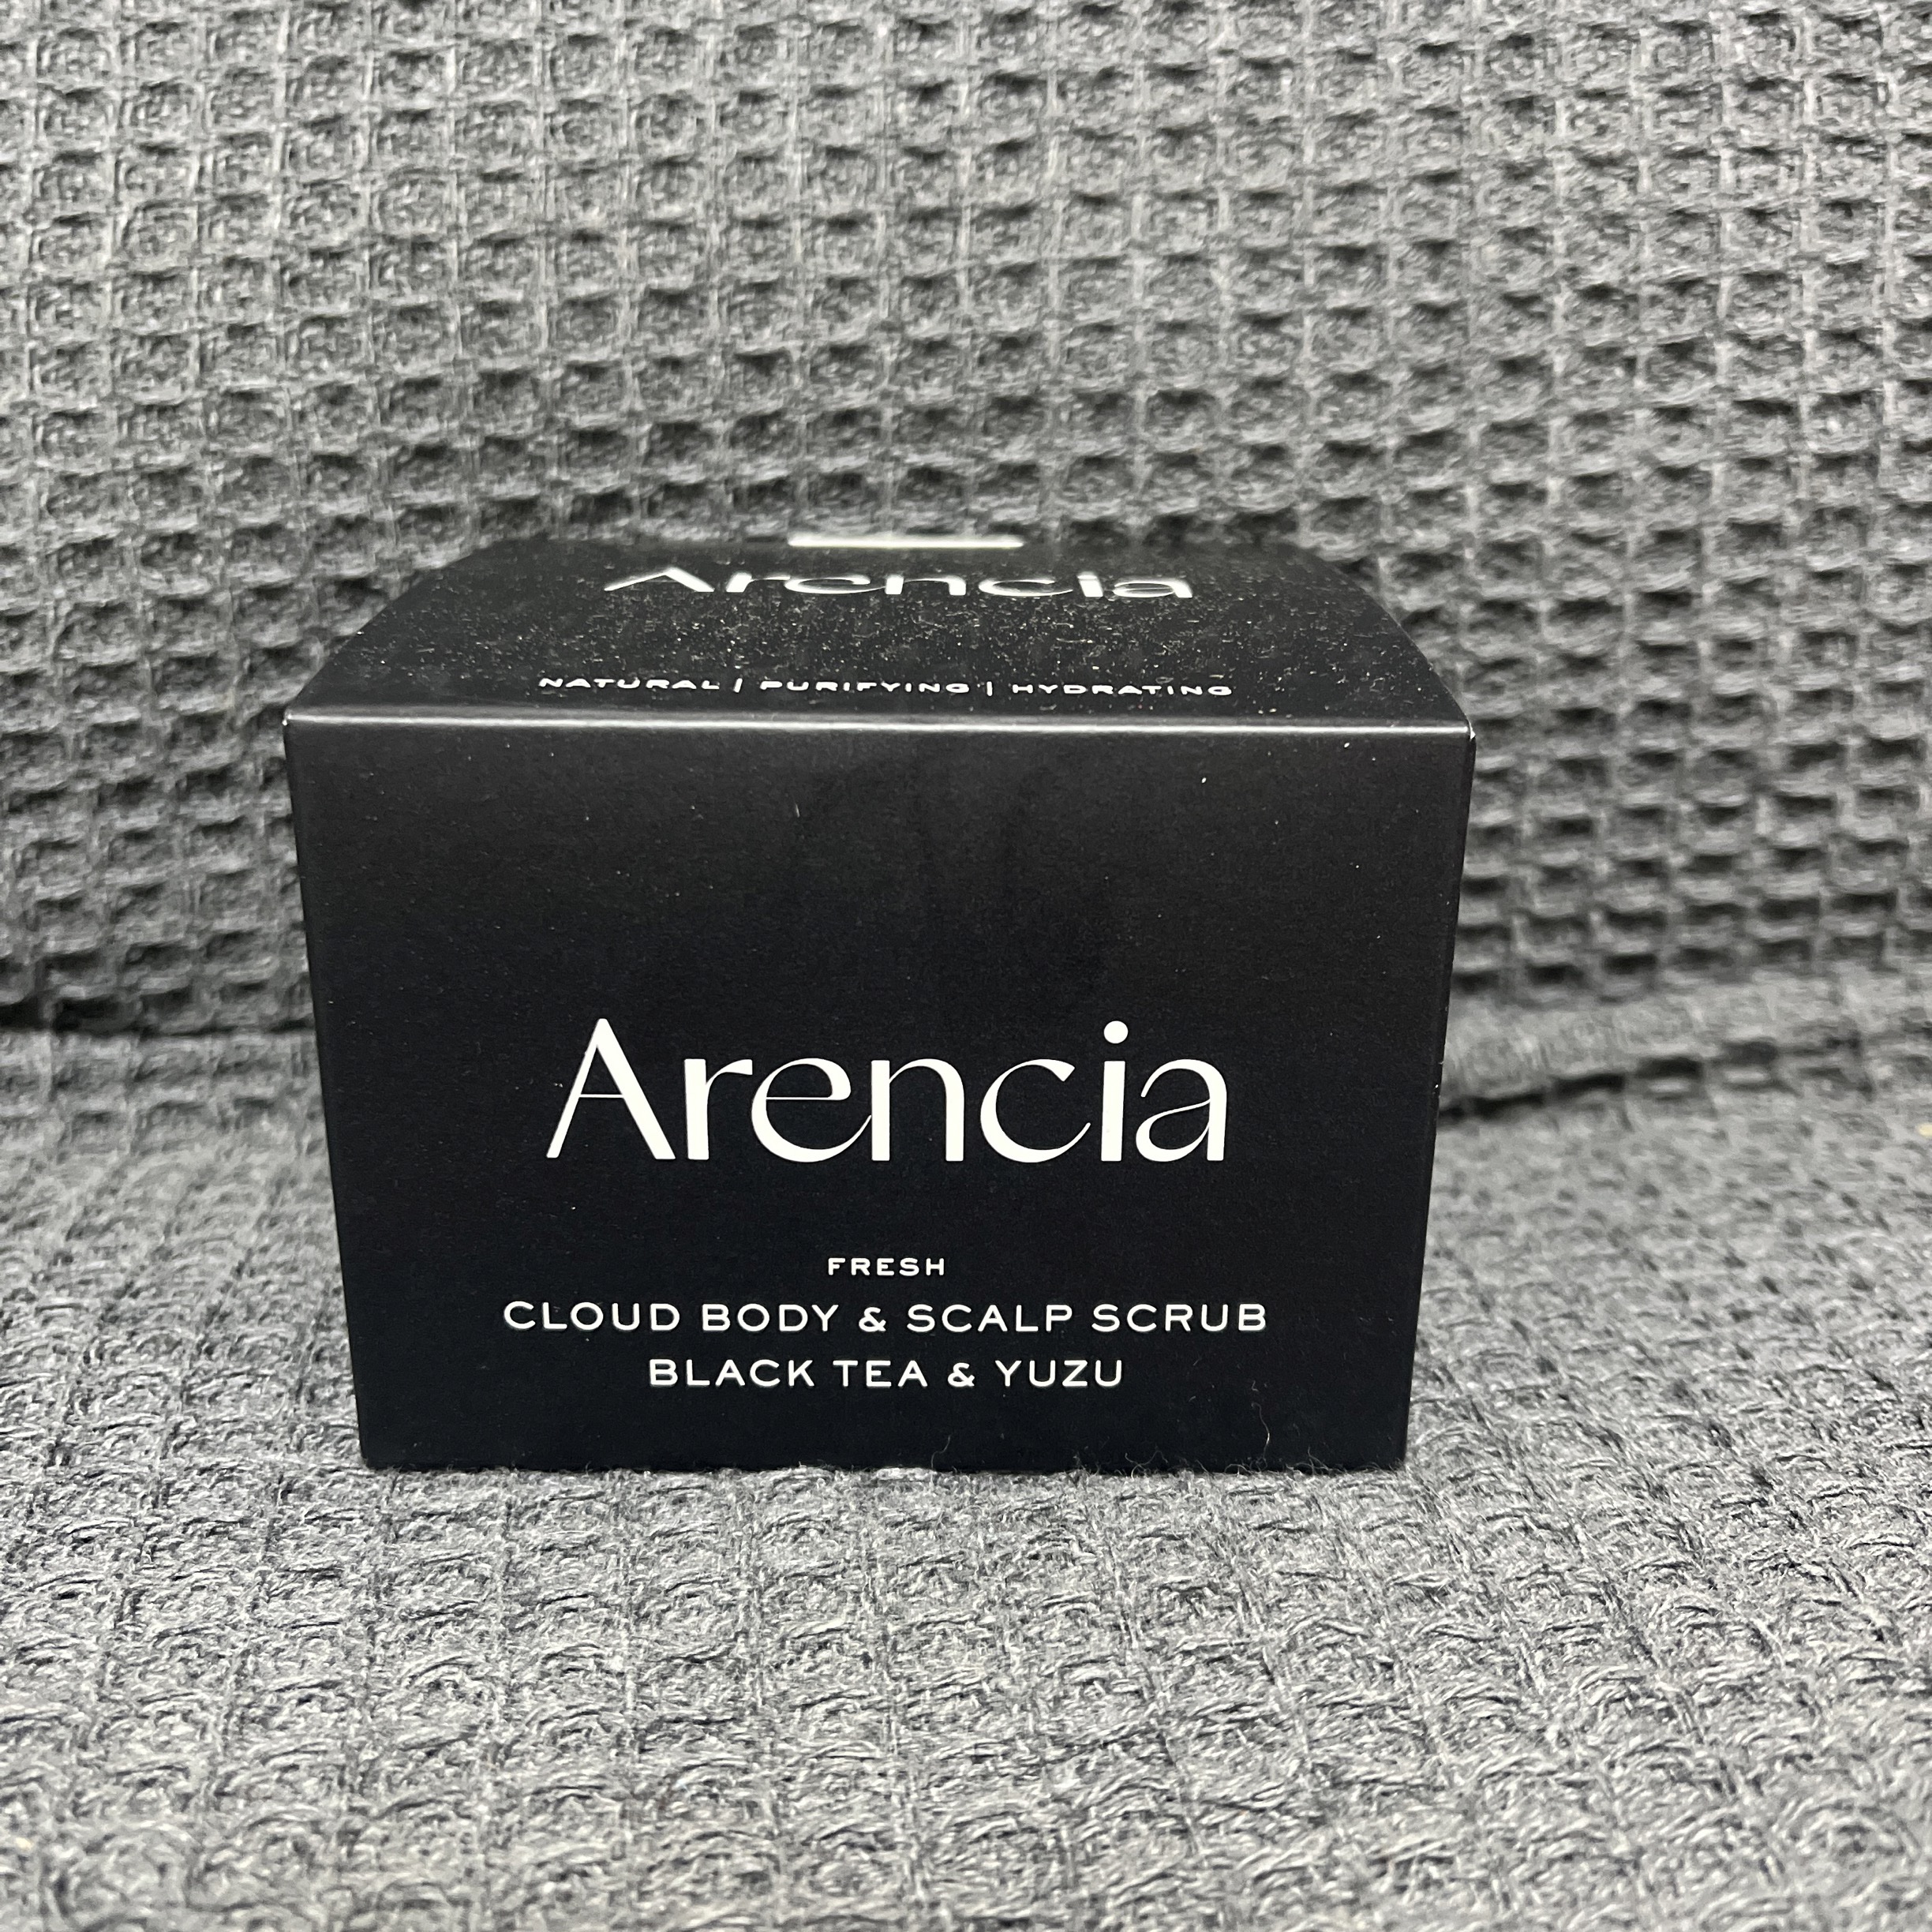 Arencia
NATURAL | PURIFYING | HYDRATING
Arencia
FRESH
CLOUD BODY & SCALP SCRUB
BLACK TEA & YUZU